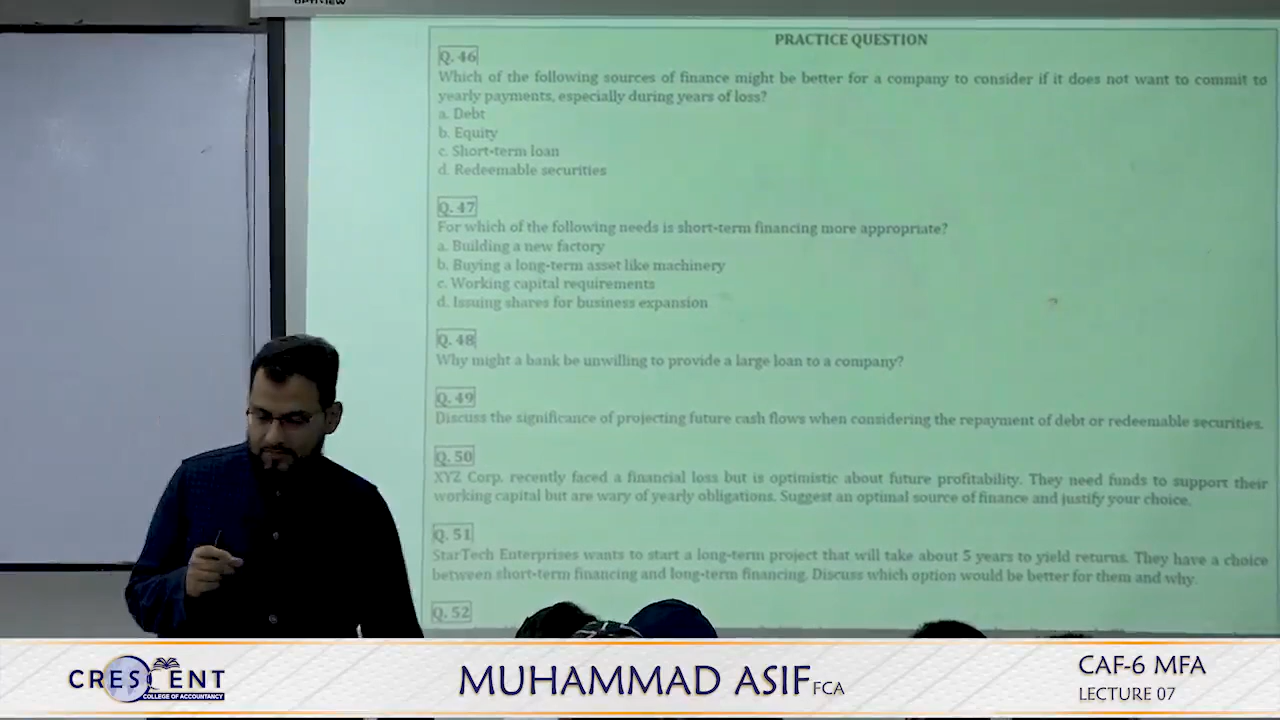 OPTIVIEW
PRACTICE QUESTION
Q. 46
Which of the following sources of finance might be better for a company to consider if it does not want to commit to
yearly payments, especially during years of loss?
a. Debt
b. Equity
c. Short-term loan
d. Redeemable securities
Q. 47
For which of the following needs is short-term financing more appropriate?
a. Building a new factory
b. Buying a long-term asset like machinery
c. Working capital requirements
d. Issuing shares for business expansion
Q. 48
Why might a bank be unwilling to provide a large loan to a company?
Q. 49
Discuss the significance of projecting future cash flows when considering the repayment of debt or redeemable securities.
Q. 50
XYZ Corp. recently faced a financial loss but is optimistic about future profitability. They need funds to support their
working capital but are wary of yearly obligations. Suggest an optimal source of finance and justify your choice.
Q. 51
StarTech Enterprises wants to start a long-term project that will take about 5 years to yield returns. They have a choice
between short-term financing and long-term financing. Discuss which option would be better for them and why.
Q. 52
CRESCENT
COLLEGE OF ACCOUNTANCY
MUHAMMAD ASIF FCA
CAF-6 MFA
LECTURE 07